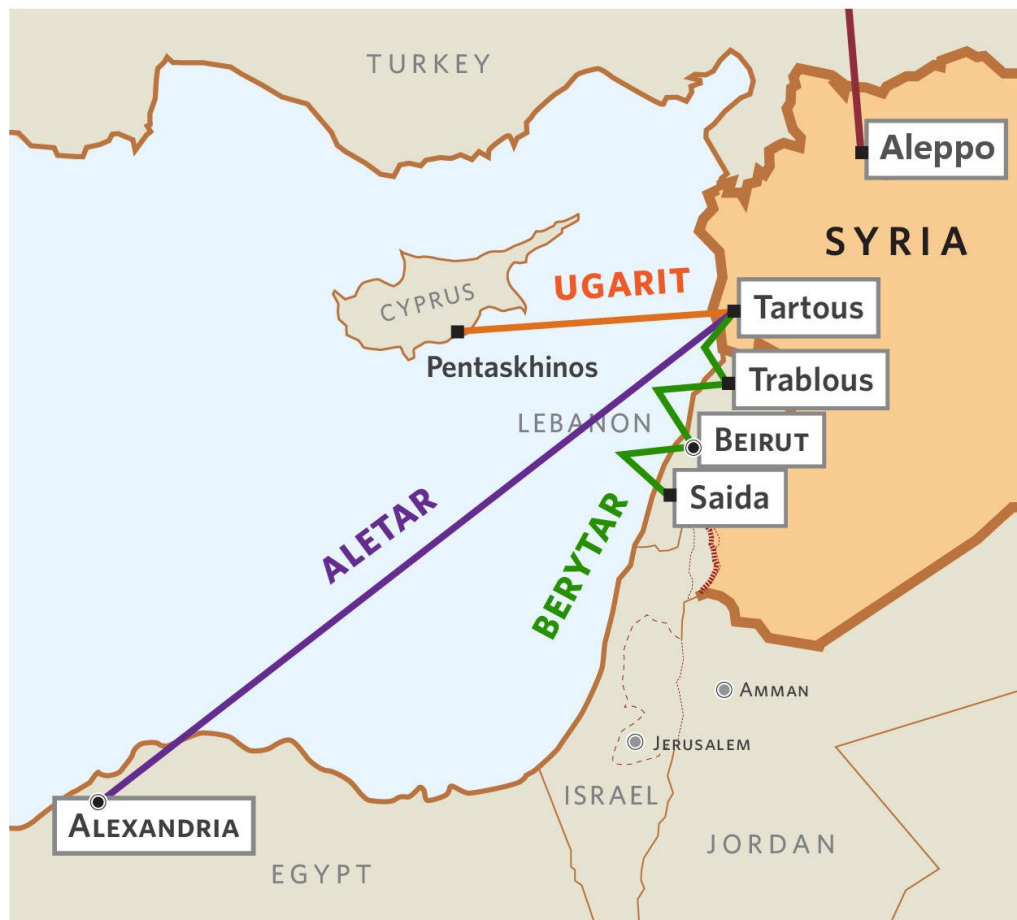 TURKEY
Aleppo
SYRIA
UGARIT
CYPRUS
Tartous
Pentaskhinos
Trablous
LEBANON
BEIRUT
Saida
ALETAR
BERYTAR
AMMAN
JERUSALEM
ISRAEL
ALEXANDRIA
JORDAN
EGYPT